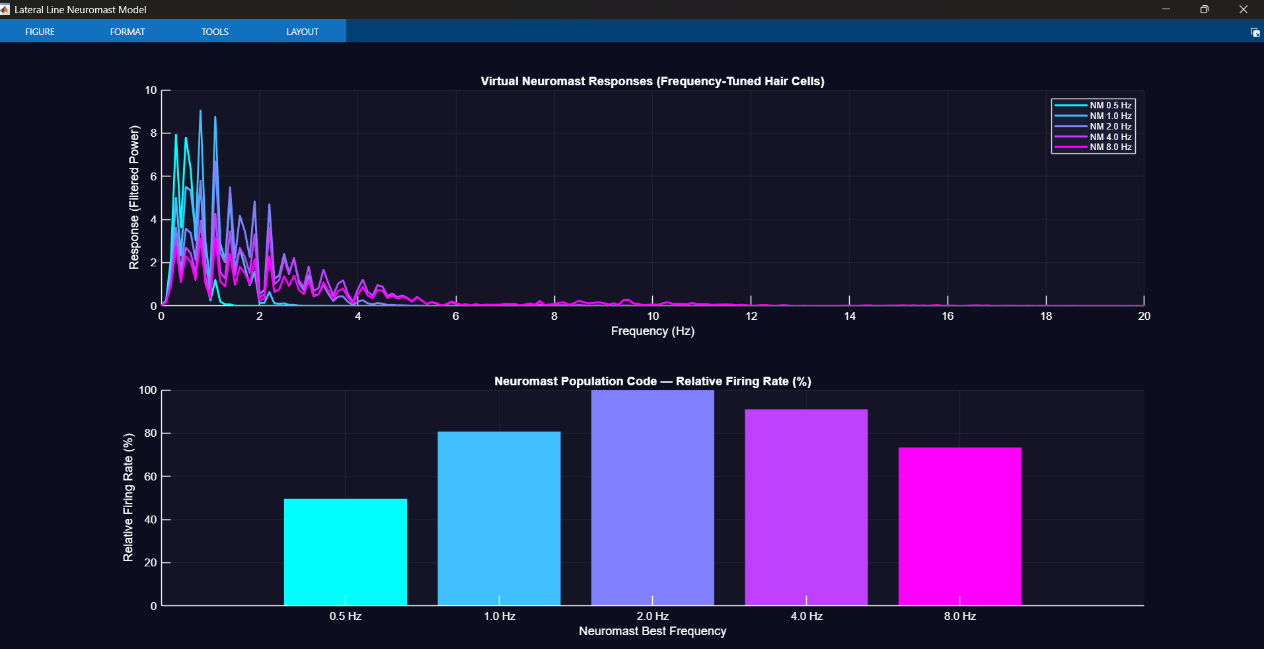 Lateral Line Neuromast Model
FIGURE FORMAT TOOLS LAYOUT
Virtual Neuromast Responses (Frequency-Tuned Hair Cells)
Response (Filtered Power)
10
8
6
4
2
0
NM 0.5 Hz
NM 1.0 Hz
NM 2.0 Hz
NM 4.0 Hz
NM 8.0 Hz
0 2 4 6 8 10 12 14 16 18 20
Frequency (Hz)
Neuromast Population Code — Relative Firing Rate (%)
Relative Firing Rate (%)
100
80
60
40
20
0
0.5 Hz 1.0 Hz 2.0 Hz 4.0 Hz 8.0 Hz
Neuromast Best Frequency